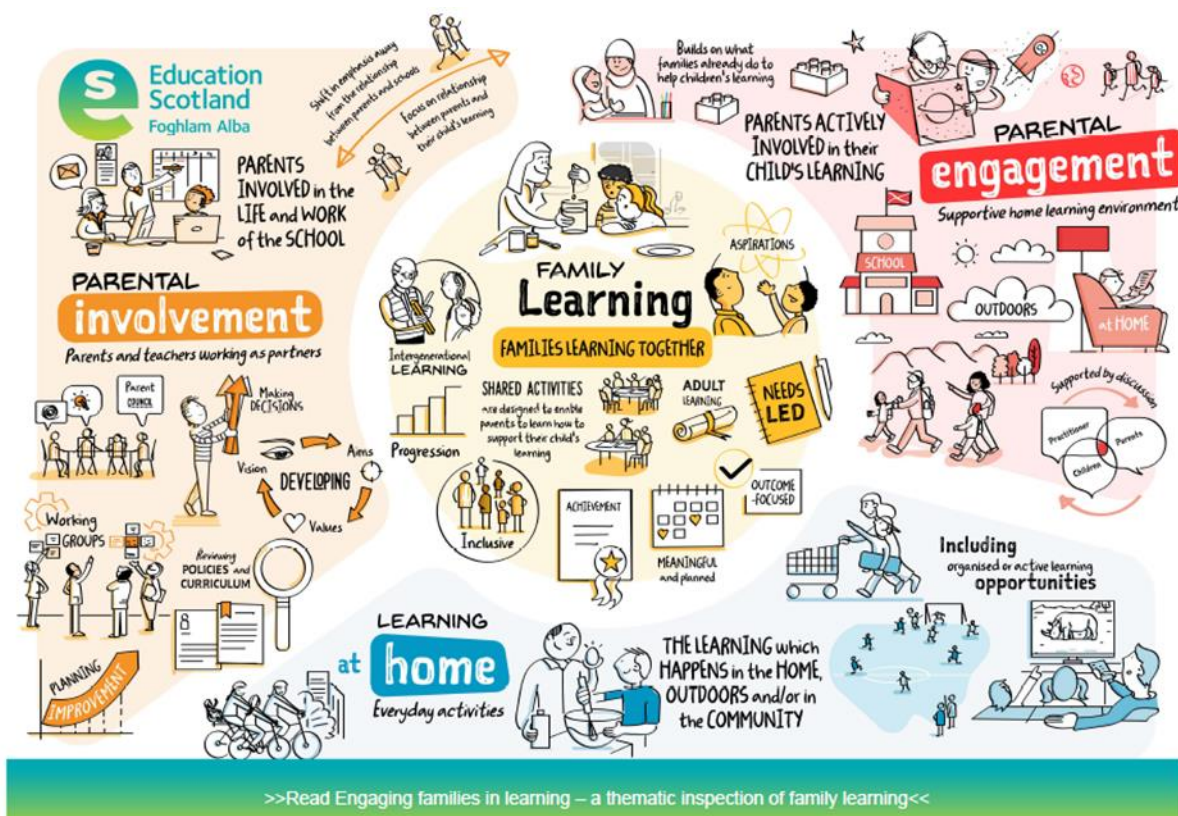 Education
Scotland
Foghlam Alba
Shift in emphasis away
from the relationship
between parents and schools
Focus on relationship
between parents and
their child's learning
PARENTS
INVOLVED in the
LIFE and WORK
of the SCHOOL
PARENTAL
involvement
Parents and teachers working as partners
Parent
COUNCIL
Making
DECISIONS
Vision
DEVELOPING
Aims
Values
Working
GROUPS
Reviewing
POLICIES and
CURRICULUM
PLANNING
IMPROVEMENT
FAMILY
Learning
FAMILIES LEARNING TOGETHER
ASPIRATIONS
Intergenerational
LEARNING
Progression
SHARED ACTIVITIES
are designed to enable
parents to learn how to
support their child's
learning
ADULT
LEARNING
NEEDS
LED
Inclusive
ACHIEVEMENT
MEANINGFUL
and planned
OUTCOME
-FOCUSED
Builds on what
families already do to
help children's learning
PARENTS ACTIVELY
INVOLVED in their
CHILD'S LEARNING
PARENTAL
engagement
Supportive home learning environment
SCHOOL
OUTDOORS
at HOME
Supported by discussion
Practitioner
Parents
Children
LEARNING
at home
Everyday activities
THE LEARNING which
HAPPENS in the HOME,
OUTDOORS and/or in
the COMMUNITY
Including
organised or active learning
opportunities
>>Read Engaging families in learning – a thematic inspection of family learning<<